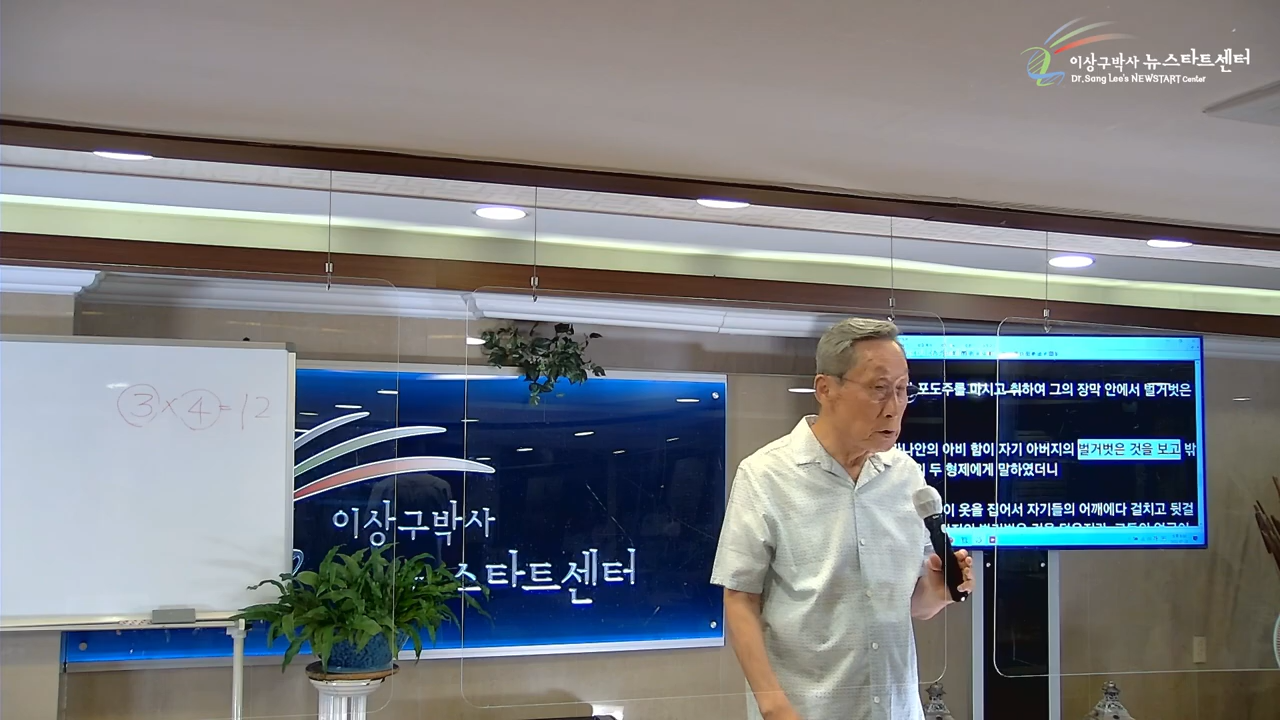 이상구박사 뉴스타트센터
Dr.Sang Lee's NEWSTART Center
3 × 4 = 12
이상구박사
스타트센터
포도주를 마시고 취하여 그의 장막 안에서 벌거벗은
아비 함이 자기 아버지의 벌거벗은 것을 보고 밖
두 형제에게 말하였더니
옷을 집어서 자기들의 어깨에다 걸치고 뒷걸